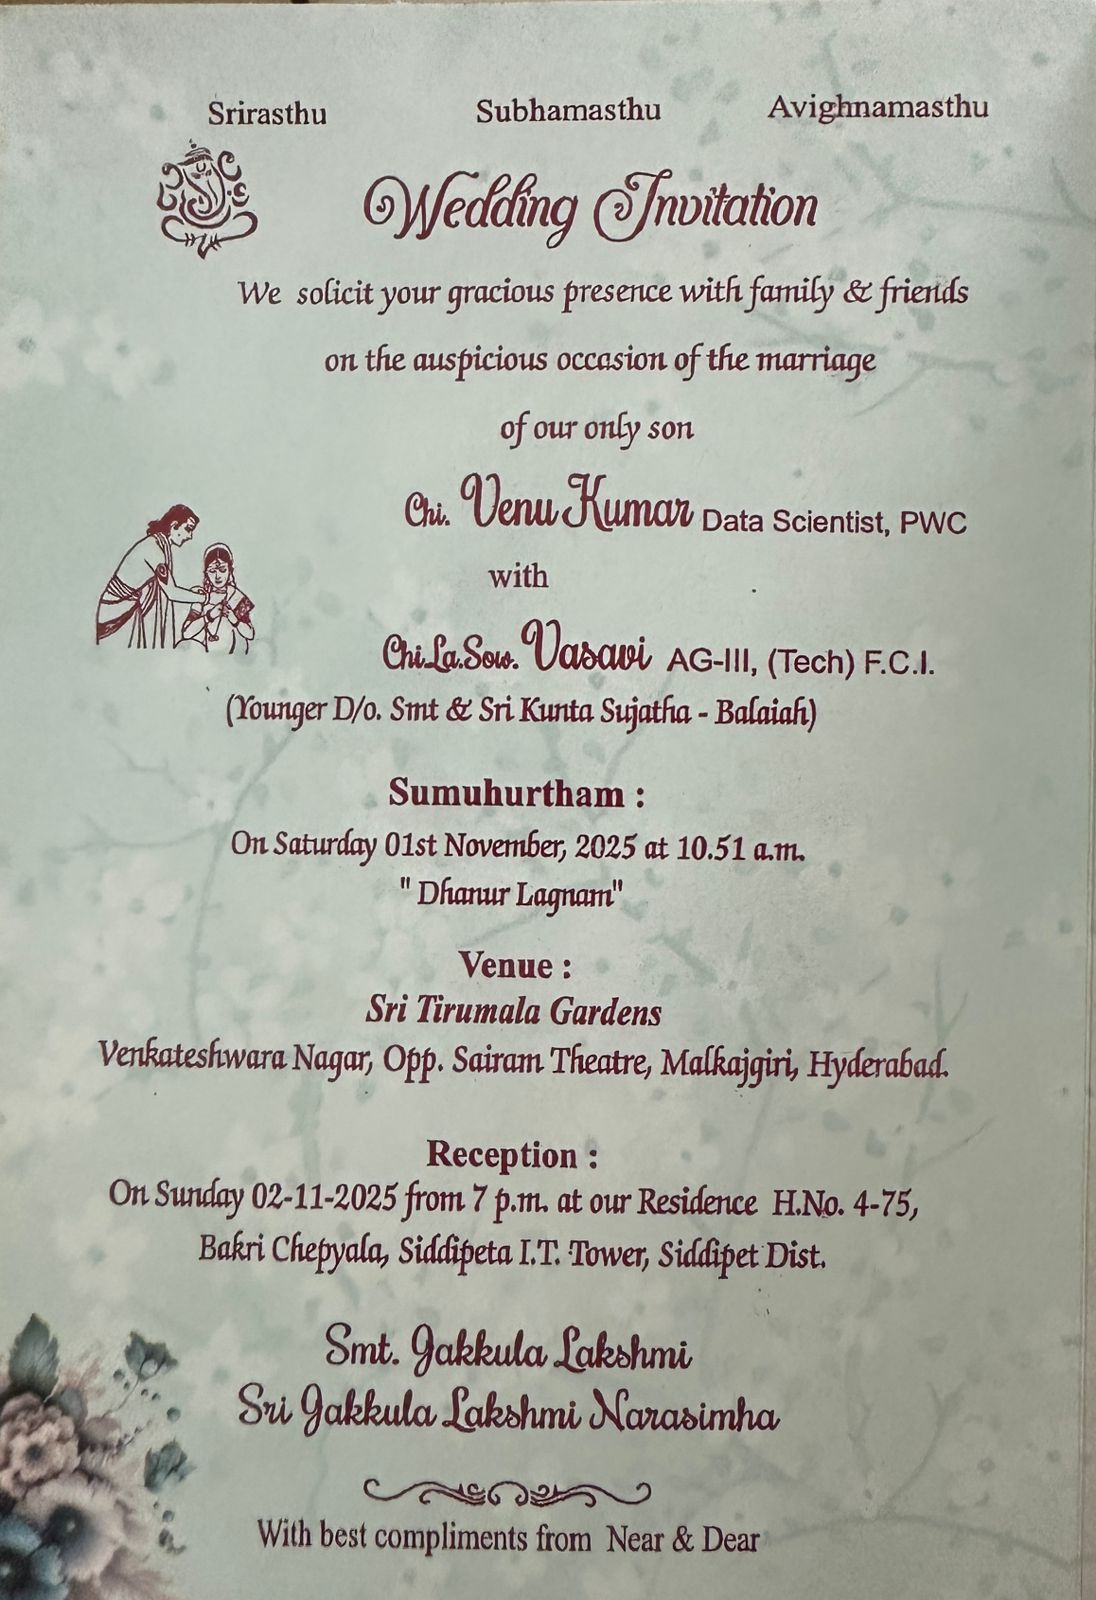 Srirasthu Subhamasthu Avighnamasthu
Wedding Invitation
We solicit your gracious presence with family & friends
on the auspicious occasion of the marriage
of our only son
Chi. Venu Kumar Data Scientist, PWC
with
Chi.La.Sow. Vasavi AG-III, (Tech) F.C.I.
(Younger D/o. Smt & Sri Kunta Sujatha - Balaiah)
Sumuhurtham :
On Saturday 01st November, 2025 at 10.51 a.m.
" Dhanur Lagnam"
Venue :
Sri Tirumala Gardens
Venkateshwara Nagar, Opp. Sairam Theatre, Malkajgiri, Hyderabad.
Reception :
On Sunday 02-11-2025 from 7 p.m. at our Residence H.No. 4-75,
Bakri Chepyala, Siddipeta I.T. Tower, Siddipet Dist.
Smt. Gakkula Lakshmi
Sri Gakkula Lakshmi Narasimha
With best compliments from Near & Dear